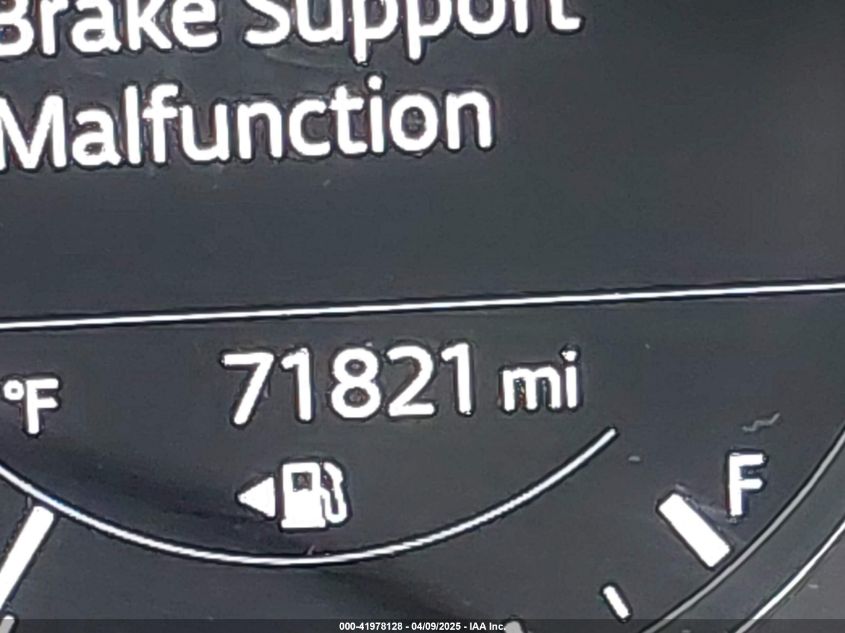 Brake Support
Malfunction
°F
71821 mi
F
000-41978128 - 04/09/2025 - IAA Inc.